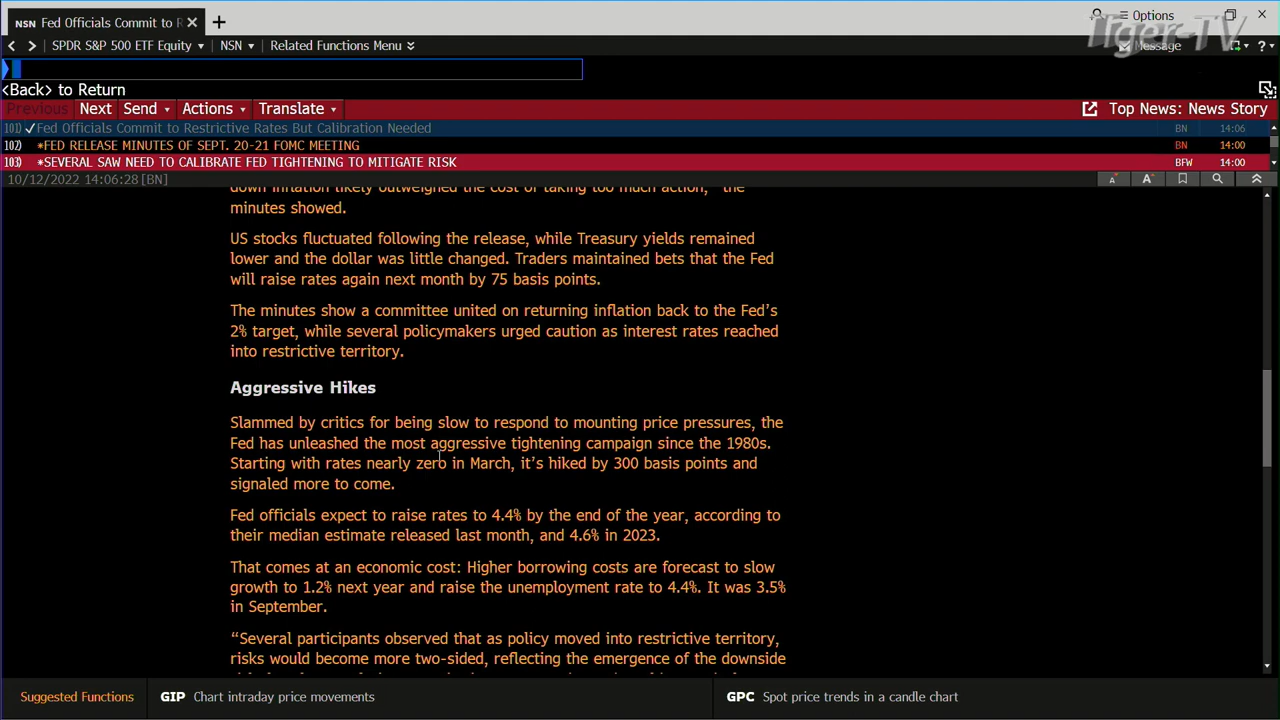 NSN Fed Officials Commit to R
Options
SPDR S&P 500 ETF Equity NSN Related Functions Menu
Tiger-TV
Message
<Back> to Return
Previous Next Send Actions Translate Top News: News Story
101) Fed Officials Commit to Restrictive Rates But Calibration Needed BN 14:06
102) *FED RELEASE MINUTES OF SEPT. 20-21 FOMC MEETING BN 14:00
103) *SEVERAL SAW NEED TO CALIBRATE FED TIGHTENING TO MITIGATE RISK BFW 14:00
10/12/2022 14:06:28 [BN]
down inflation likely outweighed the cost of taking too much action," the
minutes showed.
US stocks fluctuated following the release, while Treasury yields remained
lower and the dollar was little changed. Traders maintained bets that the Fed
will raise rates again next month by 75 basis points.
The minutes show a committee united on returning inflation back to the Fed's
2% target, while several policymakers urged caution as interest rates reached
into restrictive territory.
Aggressive Hikes
Slammed by critics for being slow to respond to mounting price pressures, the
Fed has unleashed the most aggressive tightening campaign since the 1980s.
Starting with rates nearly zero in March, it's hiked by 300 basis points and
signaled more to come.
Fed officials expect to raise rates to 4.4% by the end of the year, according to
their median estimate released last month, and 4.6% in 2023.
That comes at an economic cost: Higher borrowing costs are forecast to slow
growth to 1.2% next year and raise the unemployment rate to 4.4%. It was 3.5%
in September.
"Several participants observed that as policy moved into restrictive territory,
risks would become more two-sided, reflecting the emergence of the downside
Suggested Functions GIP Chart intraday price movements GPC Spot price trends in a candle chart